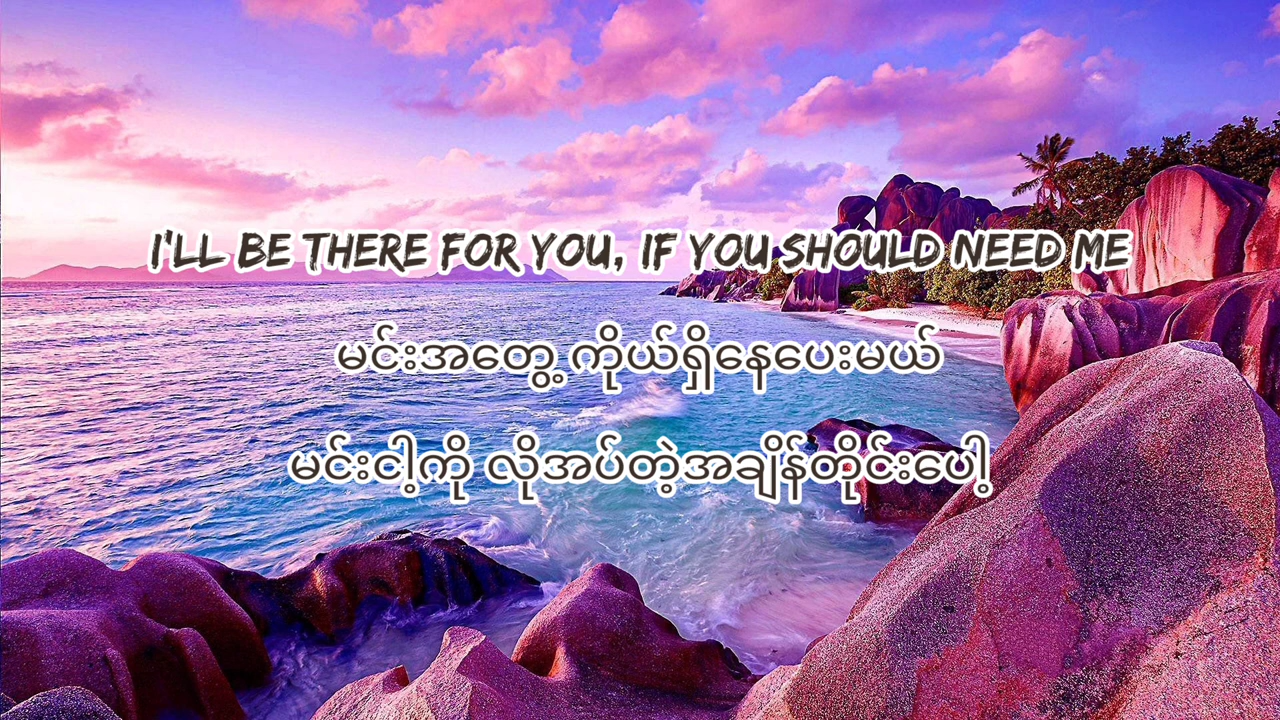 I'LL BE THERE FOR YOU, IF YOU SHOULD NEED ME
မင်းအတွေ့ ကိုယ်ရှိနေပေးမယ်
မင်းငါ့ကို လိုအပ်တဲ့အချိန်တိုင်းပေါ့